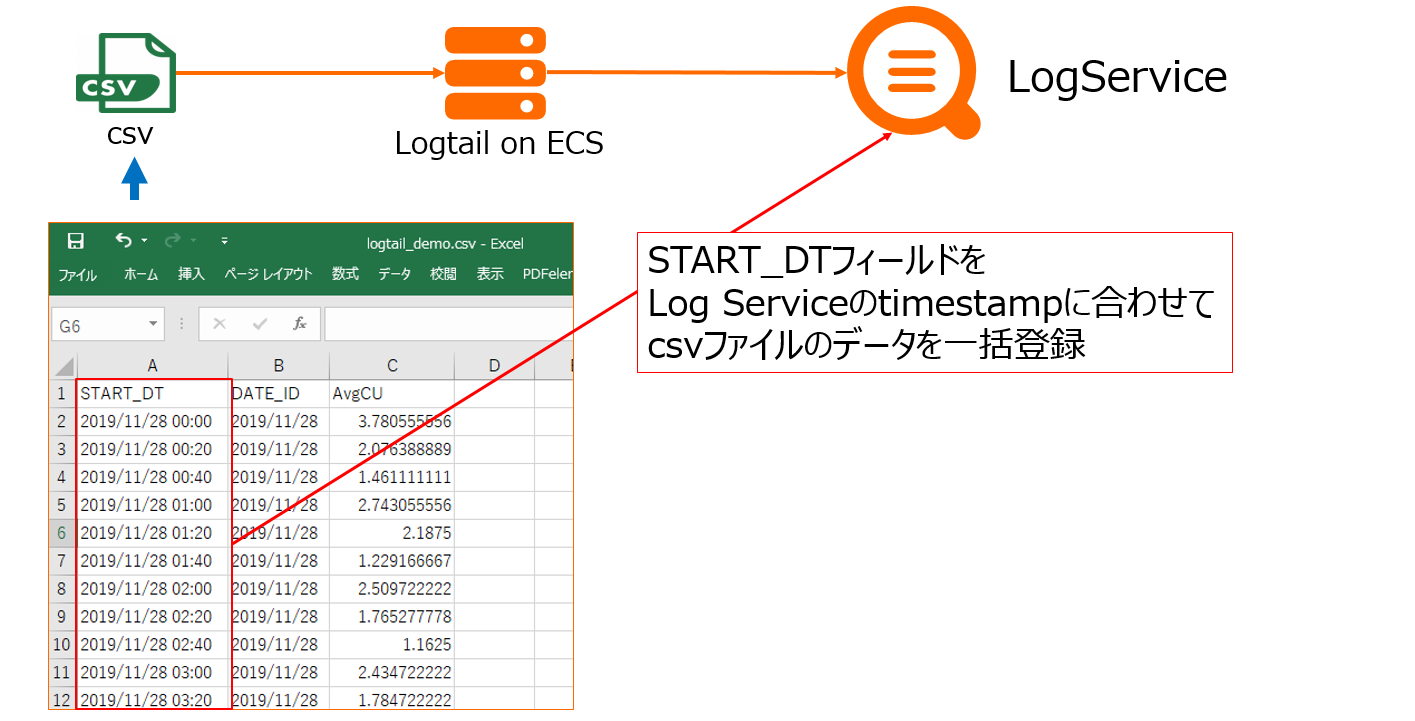 CSV
CSV
Logtail on ECS
LogService
START_DTフィールドを
Log Serviceのtimestampに合わせて
csvファイルのデータを一括登録
logtail_demo.csv - Excel
ファイル ホーム 挿入 ページ レイアウト 数式 データ 校閲 表示 PDFeler
G6 fx
A B C D
1 START_DT DATE_ID AvgCU
2 2019/11/28 00:00 2019/11/28 3.780555556
3 2019/11/28 00:20 2019/11/28 2.076388889
4 2019/11/28 00:40 2019/11/28 1.461111111
5 2019/11/28 01:00 2019/11/28 2.743055556
6 2019/11/28 01:20 2019/11/28 2.1875
7 2019/11/28 01:40 2019/11/28 1.229166667
8 2019/11/28 02:00 2019/11/28 2.509722222
9 2019/11/28 02:20 2019/11/28 1.765277778
10 2019/11/28 02:40 2019/11/28 1.1625
11 2019/11/28 03:00 2019/11/28 2.434722222
12 2019/11/28 03:20 2019/11/28 1.784722222